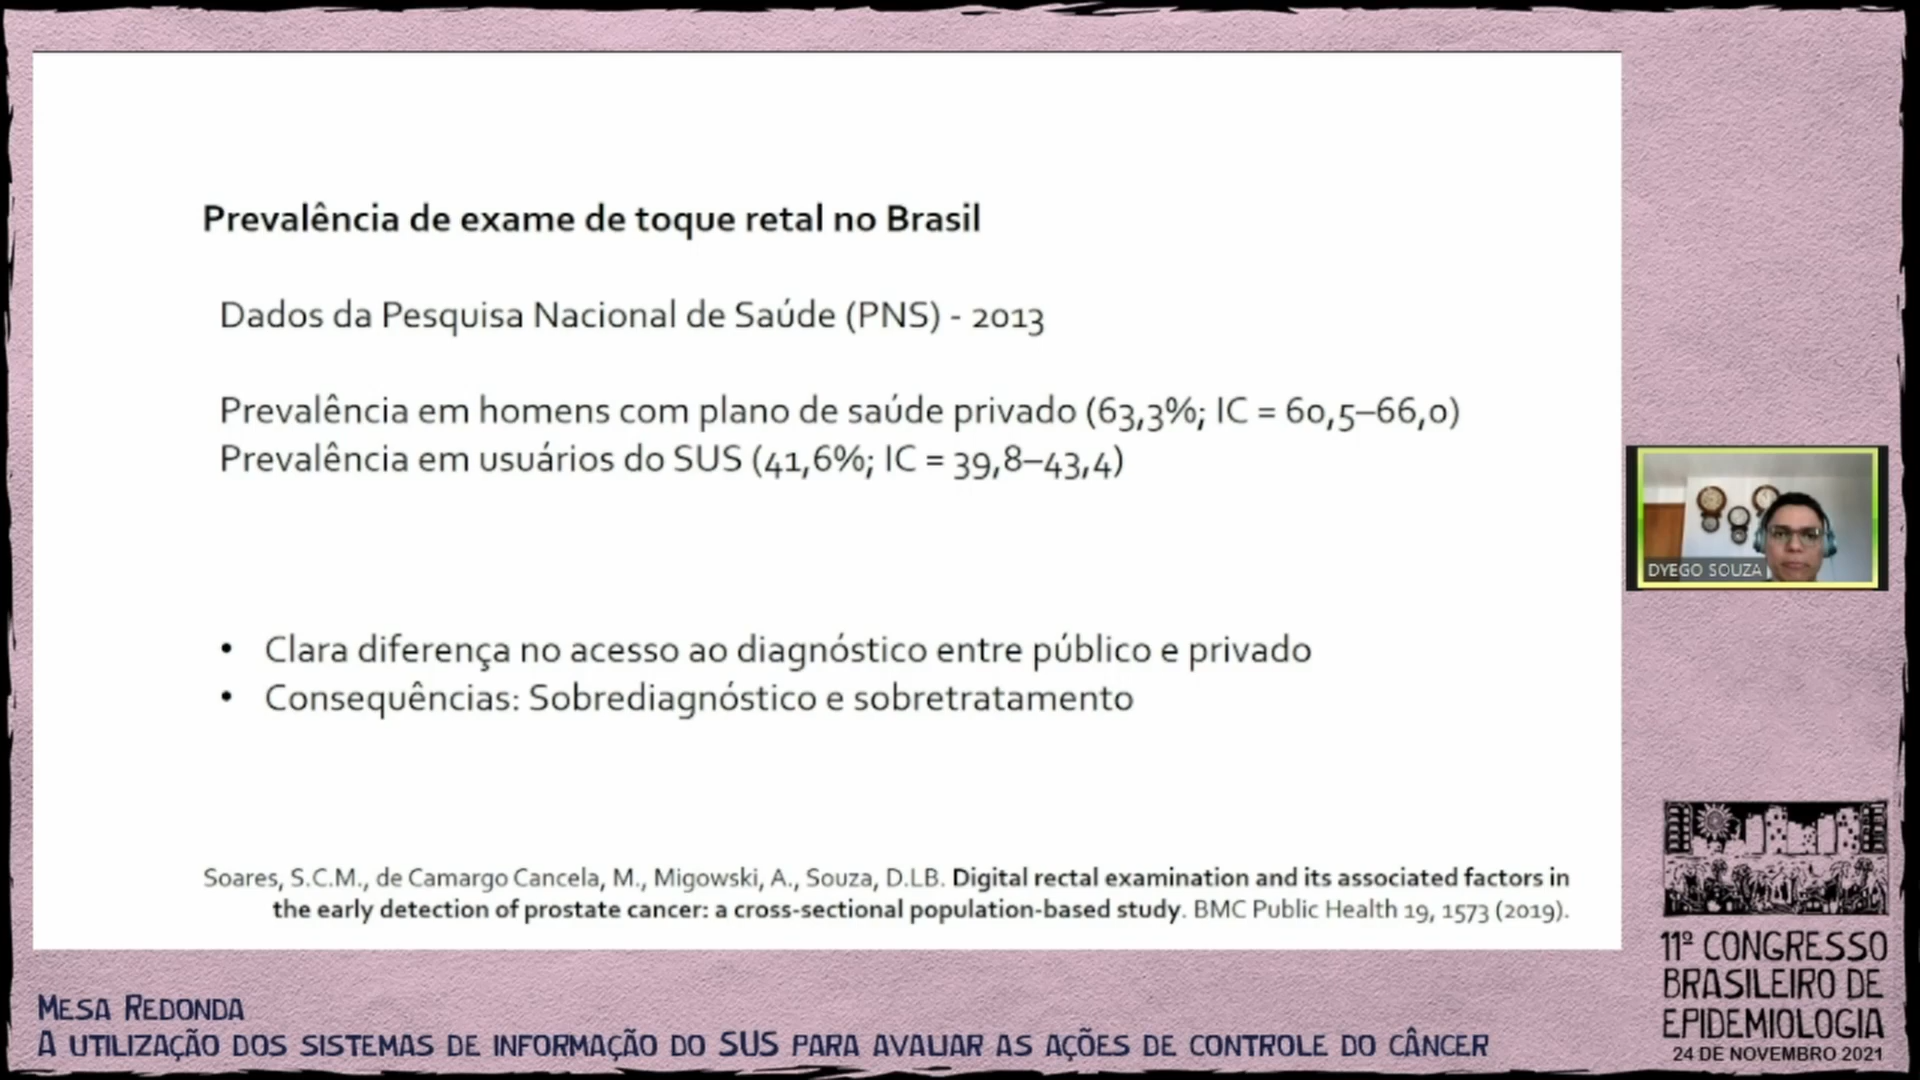 Prevalência de exame de toque retal no Brasil
Dados da Pesquisa Nacional de Saúde (PNS) - 2013
Prevalência em homens com plano de saúde privado (63,3%; IC = 60,5–66,0)
Prevalência em usuários do SUS (41,6%; IC = 39,8–43,4)
• Clara diferença no acesso ao diagnóstico entre público e privado
• Consequências: Sobrediagnóstico e sobretratamento
Soares, S.C.M., de Camargo Cancela, M., Migowski, A., Souza, D.LB. Digital rectal examination and its associated factors in
the early detection of prostate cancer: a cross-sectional population-based study. BMC Public Health 19, 1573 (2019).
DYEGO SOUZA
11º CONGRESSO
BRASILEIRO DE
EPIDEMIOLOGIA
24 DE NOVEMBRO 2021
MESA REDONDA
A UTILIZAÇÃO DOS SISTEMAS DE INFORMAÇÃO DO SUS PARA AVALIAR AS AÇÕES DE CONTROLE DO CÂNCER